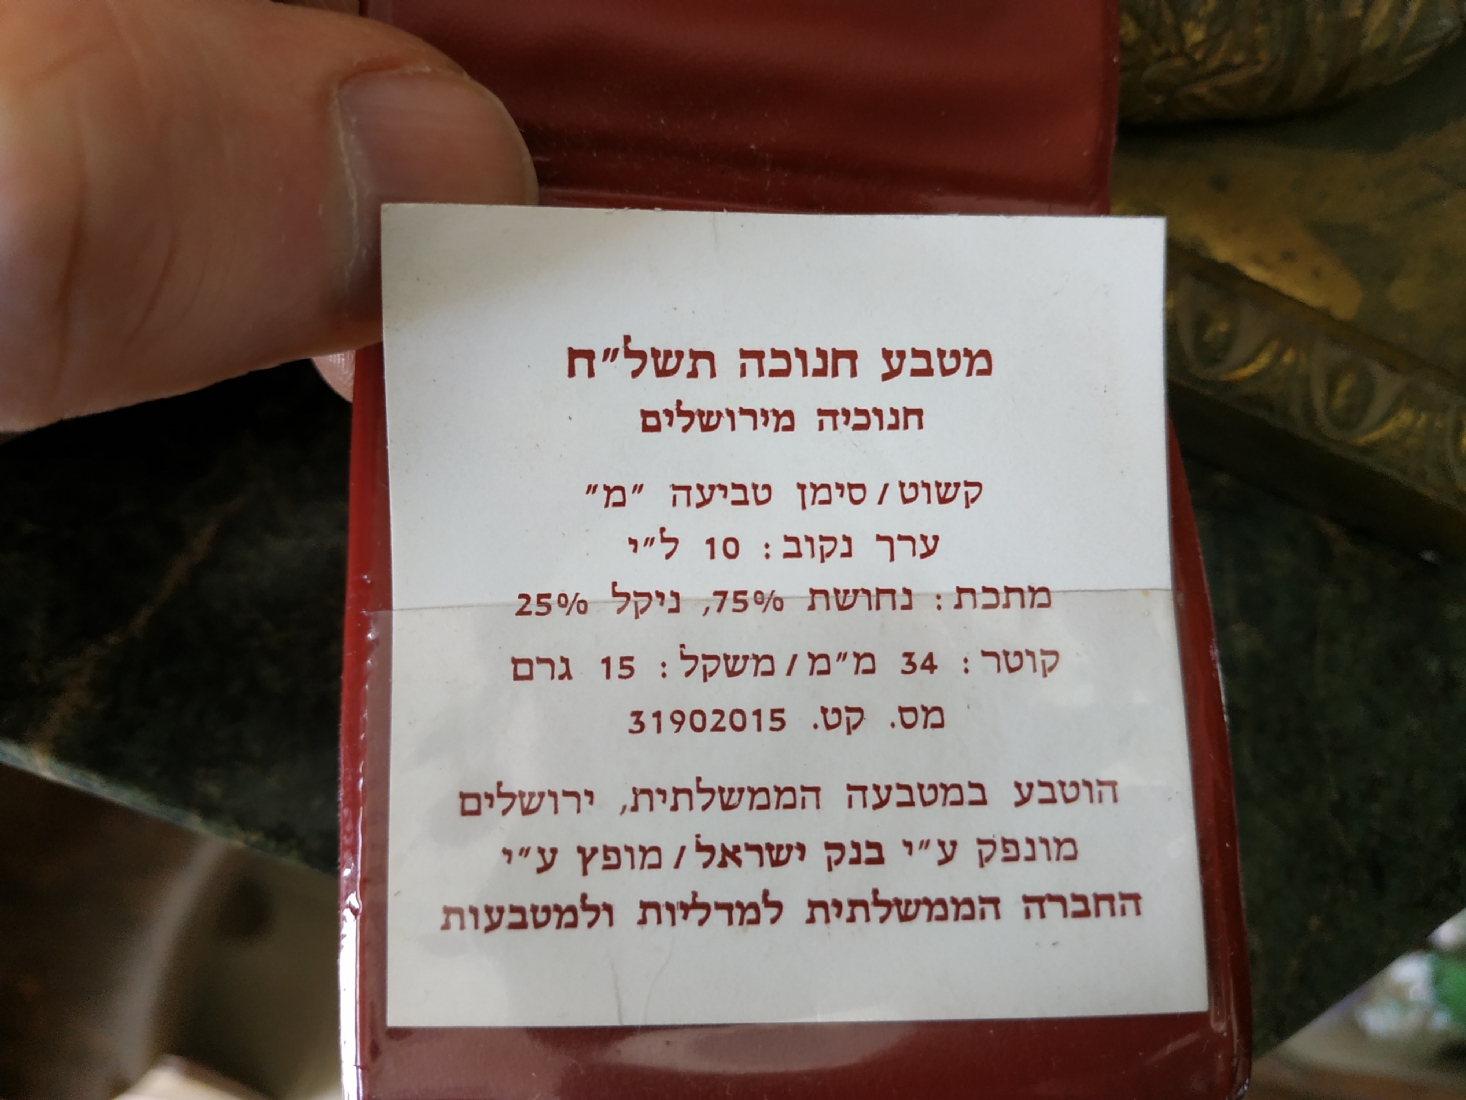 מטבע חנוכה תשל״ח
חנוכיה מירושלים
קשוט/סימן טביעה ״מ״
ערך נקוב: 10 ל״י
מתכת: נחושת 75%, ניקל 25%
קוטר: 34 מ״מ/משקל: 15 גרם
מס. קט. 31902015
הוטבע במטבעה הממשלתית, ירושלים
מונפק ע״י בנק ישראל/מופץ ע״י
החברה הממשלתית למדליות ולמטבעות